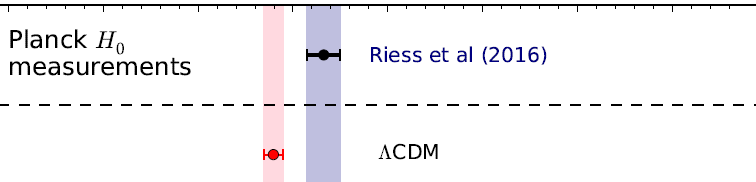 Planck H₀
measurements
Riess et al (2016)
ΛCDM